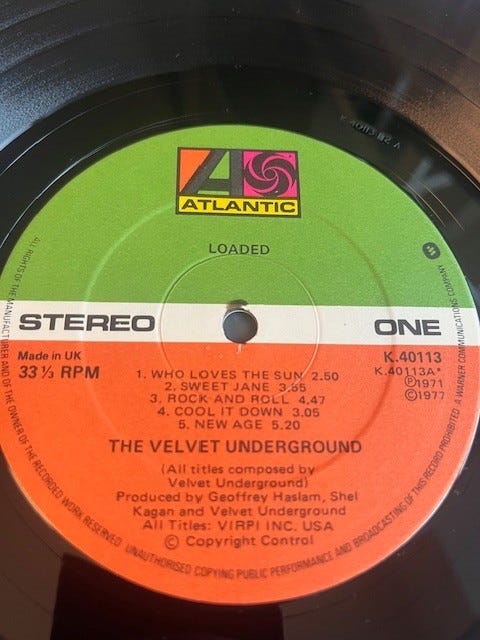 ATLANTIC
LOADED
STEREO
ONE
Made in UK
33⅓ RPM
K.40113
K.40113A*
℗1971
©1977
1. WHO LOVES THE SUN 2.50
2. SWEET JANE 3.55
3. ROCK AND ROLL 4.47
4. COOL IT DOWN 3.05
5. NEW AGE 5.20
THE VELVET UNDERGROUND
(All titles composed by
Velvet Underground)
Produced by Geoffrey Haslam, Shel
Kagan and Velvet Underground
All Titles: VIRPI INC. USA
© Copyright Control
ALL RIGHTS OF THE MANUFACTURER AND OF THE OWNER OF THE RECORDED WORK RESERVED UNAUTHORISED COPYING PUBLIC PERFORMANCE AND BROADCASTING OF THIS RECORD PROHIBITED A WARNER COMMUNICATIONS COMPANY